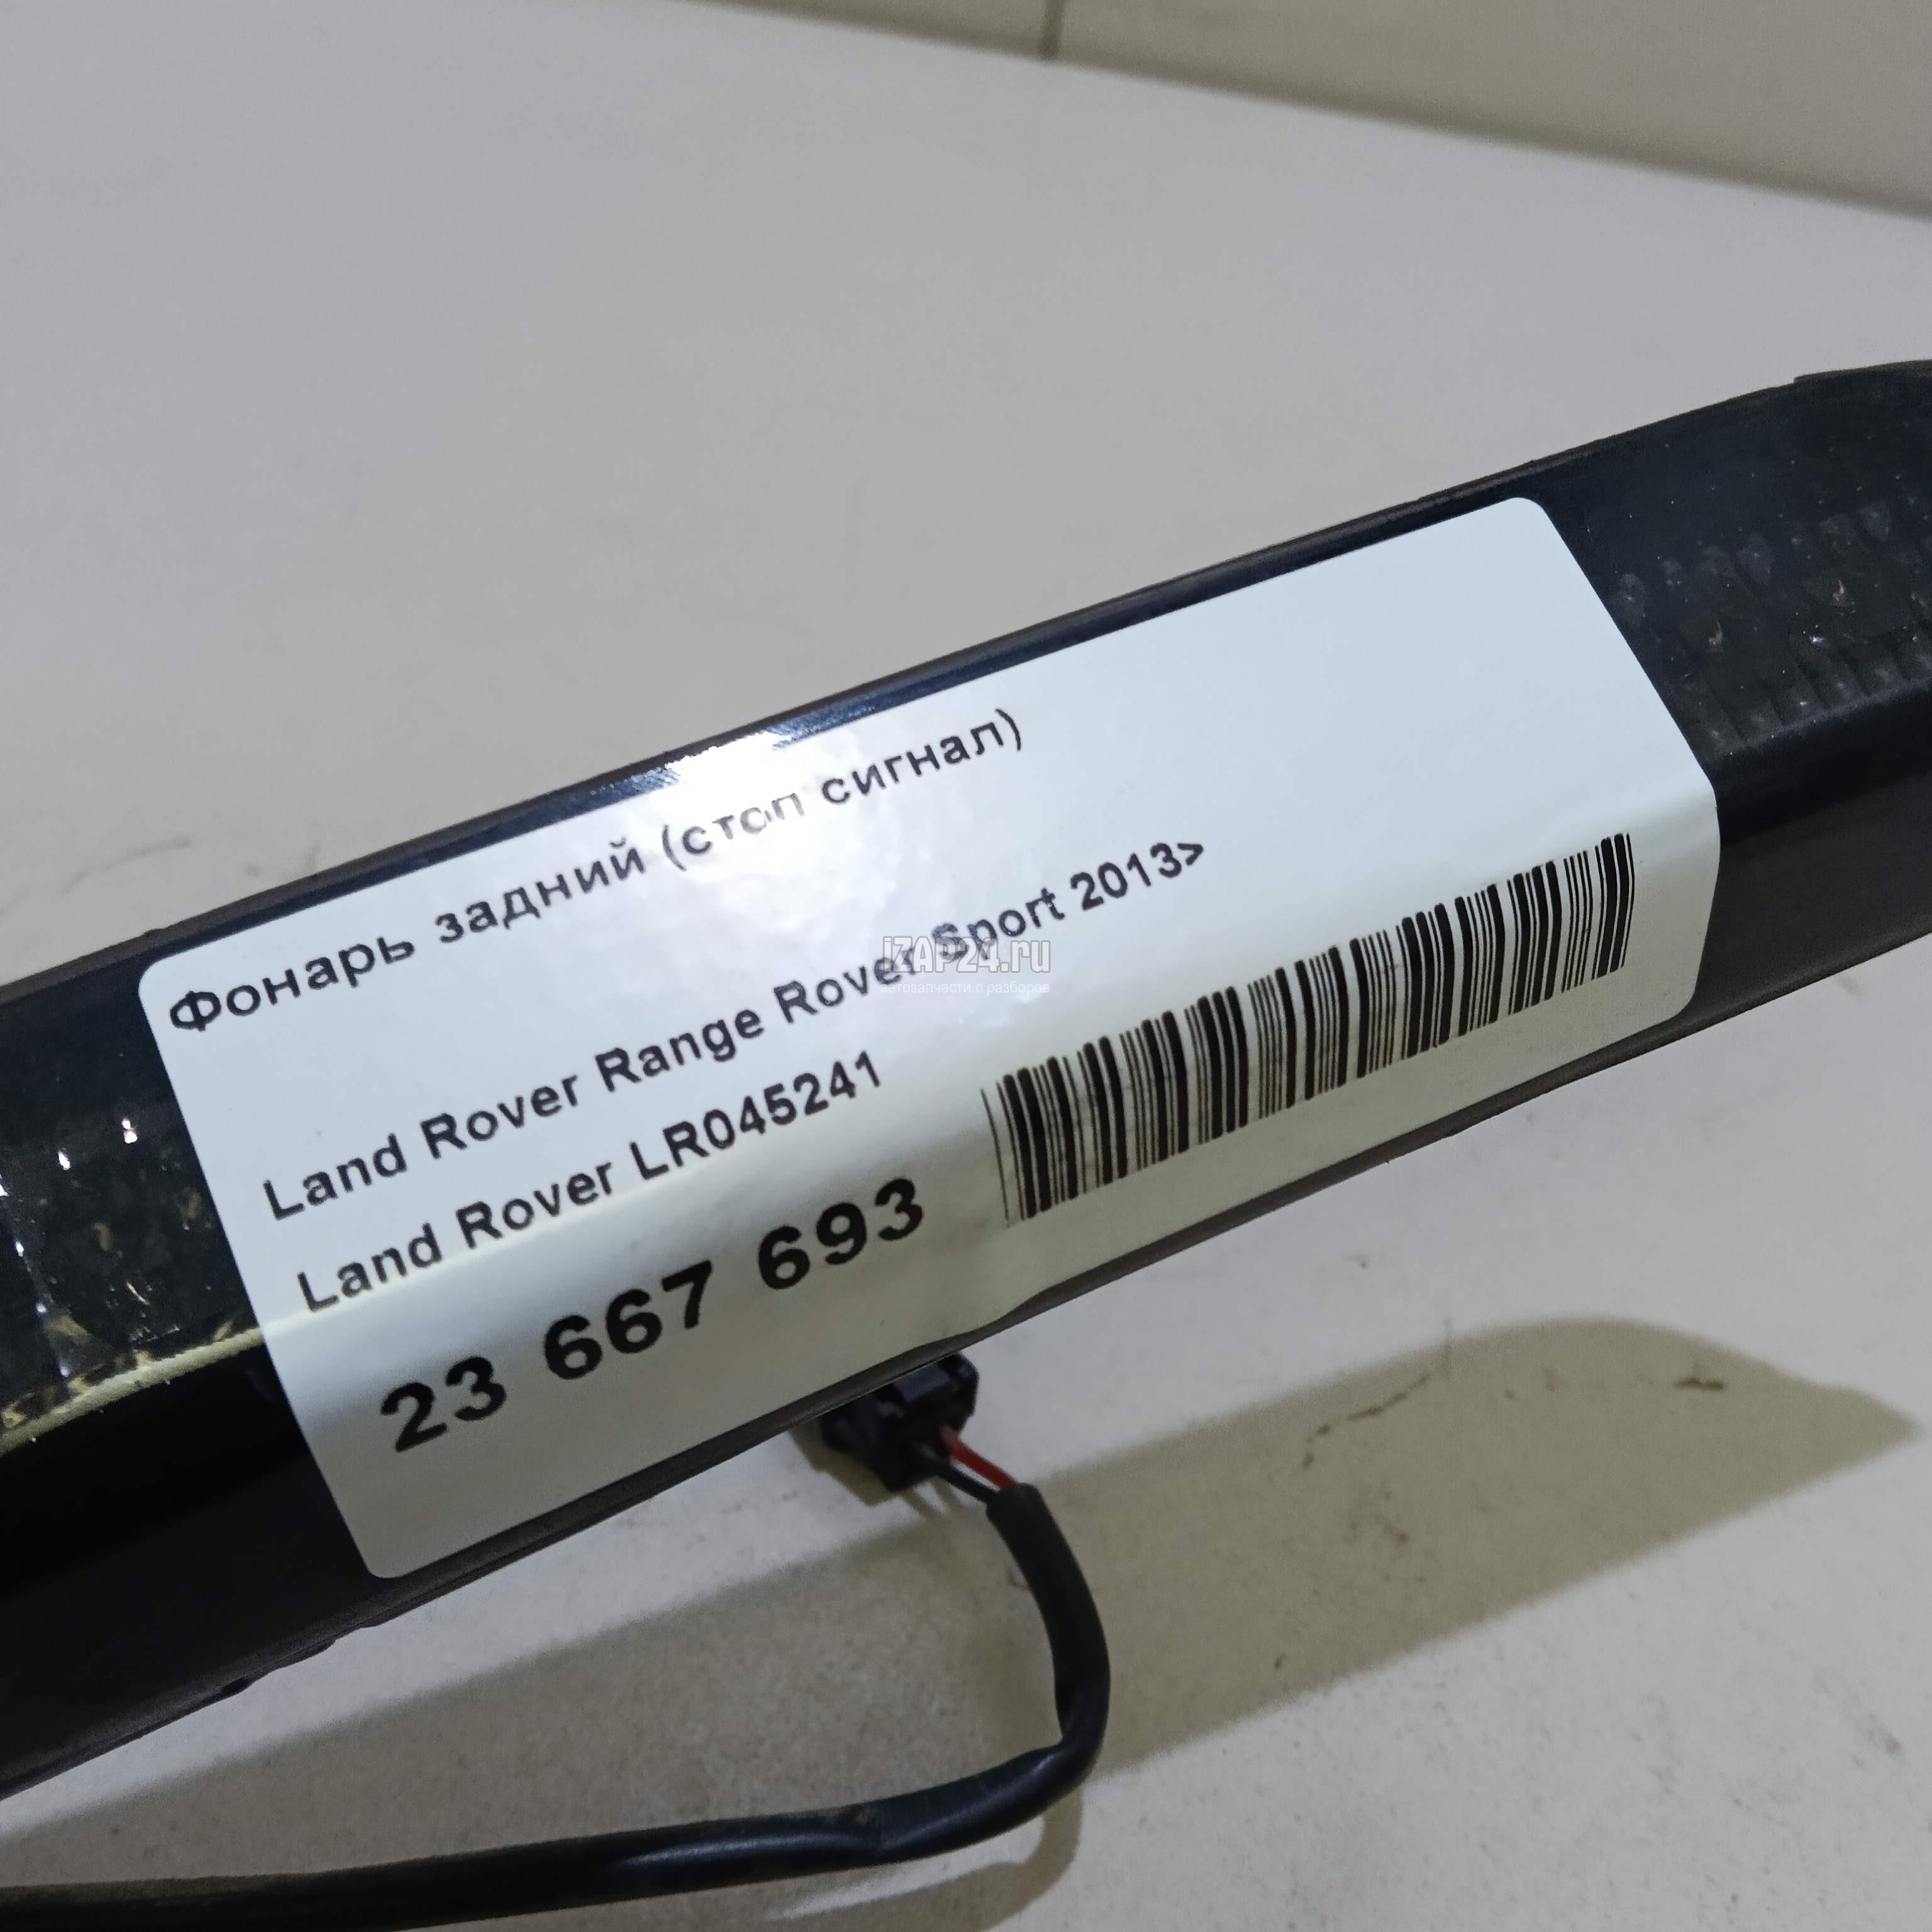 Фонарь задний (стоп сигнал)
Land Rover Range Rover Sport 2013>
Land Rover LR045241
23 667 693
iZAP24.ru
автозапчасти с разборов